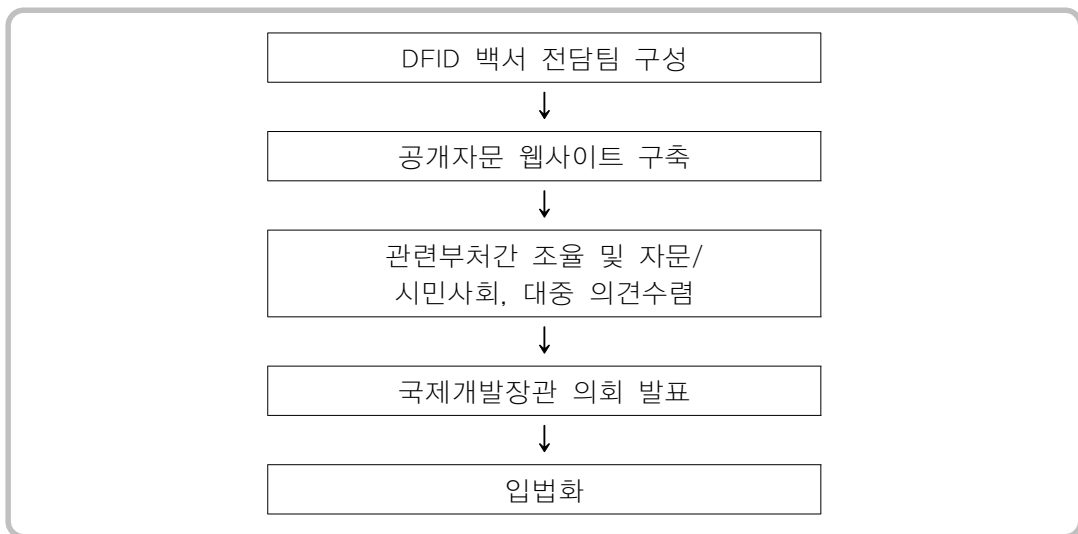 DFID 백서 전담팀 구성
↓
공개자문 웹사이트 구축
↓
관련부처간 조율 및 자문/
시민사회, 대중 의견수렴
↓
국제개발장관 의회 발표
↓
입법화